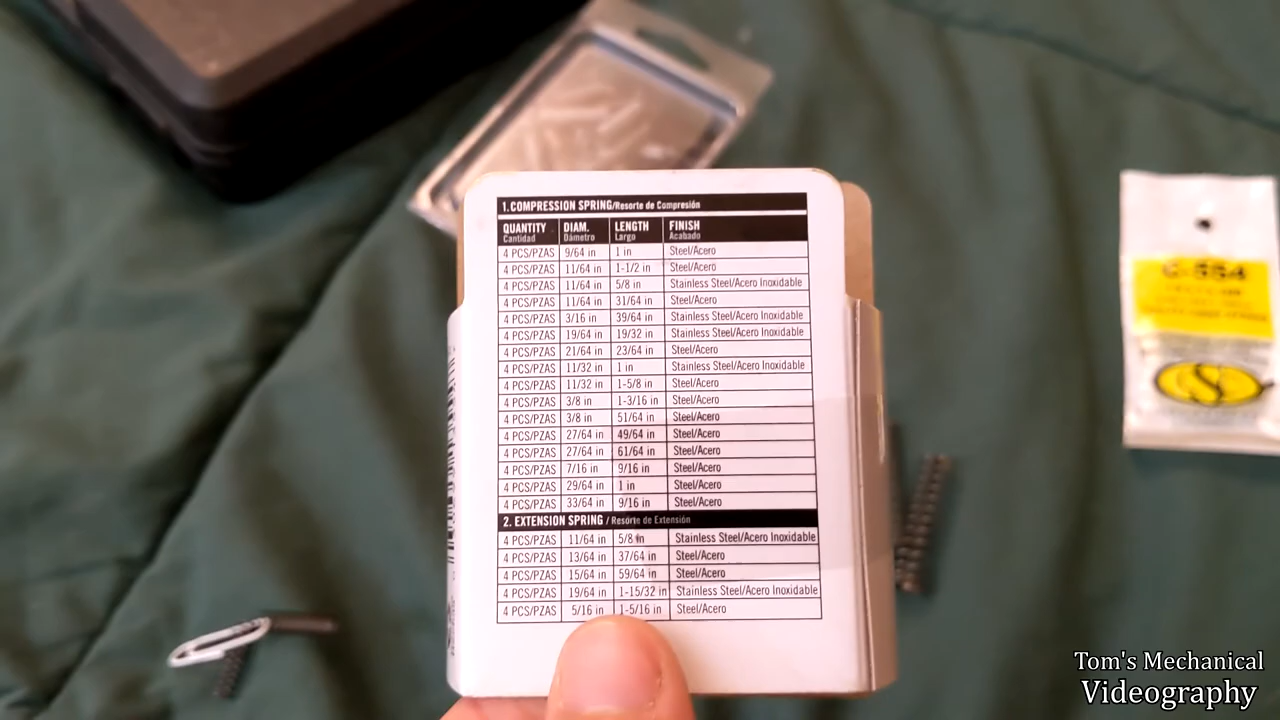 1.COMPRESSION SPRING/Resorte de Compresión
QUANTITY DIAM. LENGTH FINISH
Cantidad Diámetro Largo Acabado
4 PCS/PZAS 9/64 in 1 in Steel/Acero
4 PCS/PZAS 11/64 in 1-1/2 in Steel/Acero
4 PCS/PZAS 11/64 in 5/8 in Stainless Steel/Acero Inoxidable
4 PCS/PZAS 11/64 in 31/64 in Steel/Acero
4 PCS/PZAS 3/16 in 39/64 in Stainless Steel/Acero Inoxidable
4 PCS/PZAS 19/64 in 19/32 in Stainless Steel/Acero Inoxidable
4 PCS/PZAS 21/64 in 23/64 in Steel/Acero
4 PCS/PZAS 11/32 in 1 in Stainless Steel/Acero Inoxidable
4 PCS/PZAS 11/32 in 1-5/8 in Steel/Acero
4 PCS/PZAS 3/8 in 1-3/16 in Steel/Acero
4 PCS/PZAS 3/8 in 51/64 in Steel/Acero
4 PCS/PZAS 27/64 in 49/64 in Steel/Acero
4 PCS/PZAS 27/64 in 61/64 in Steel/Acero
4 PCS/PZAS 7/16 in 9/16 in Steel/Acero
4 PCS/PZAS 29/64 in 1 in Steel/Acero
4 PCS/PZAS 33/64 in 9/16 in Steel/Acero
2. EXTENSION SPRING / Resorte de Extensión
4 PCS/PZAS 11/64 in 5/8 in Stainless Steel/Acero Inoxidable
4 PCS/PZAS 13/64 in 37/64 in Steel/Acero
4 PCS/PZAS 15/64 in 59/64 in Steel/Acero
4 PCS/PZAS 19/64 in 1-15/32 in Stainless Steel/Acero Inoxidable
4 PCS/PZAS 5/16 in 1-5/16 in Steel/Acero
C-554
Tom's Mechanical
Videography